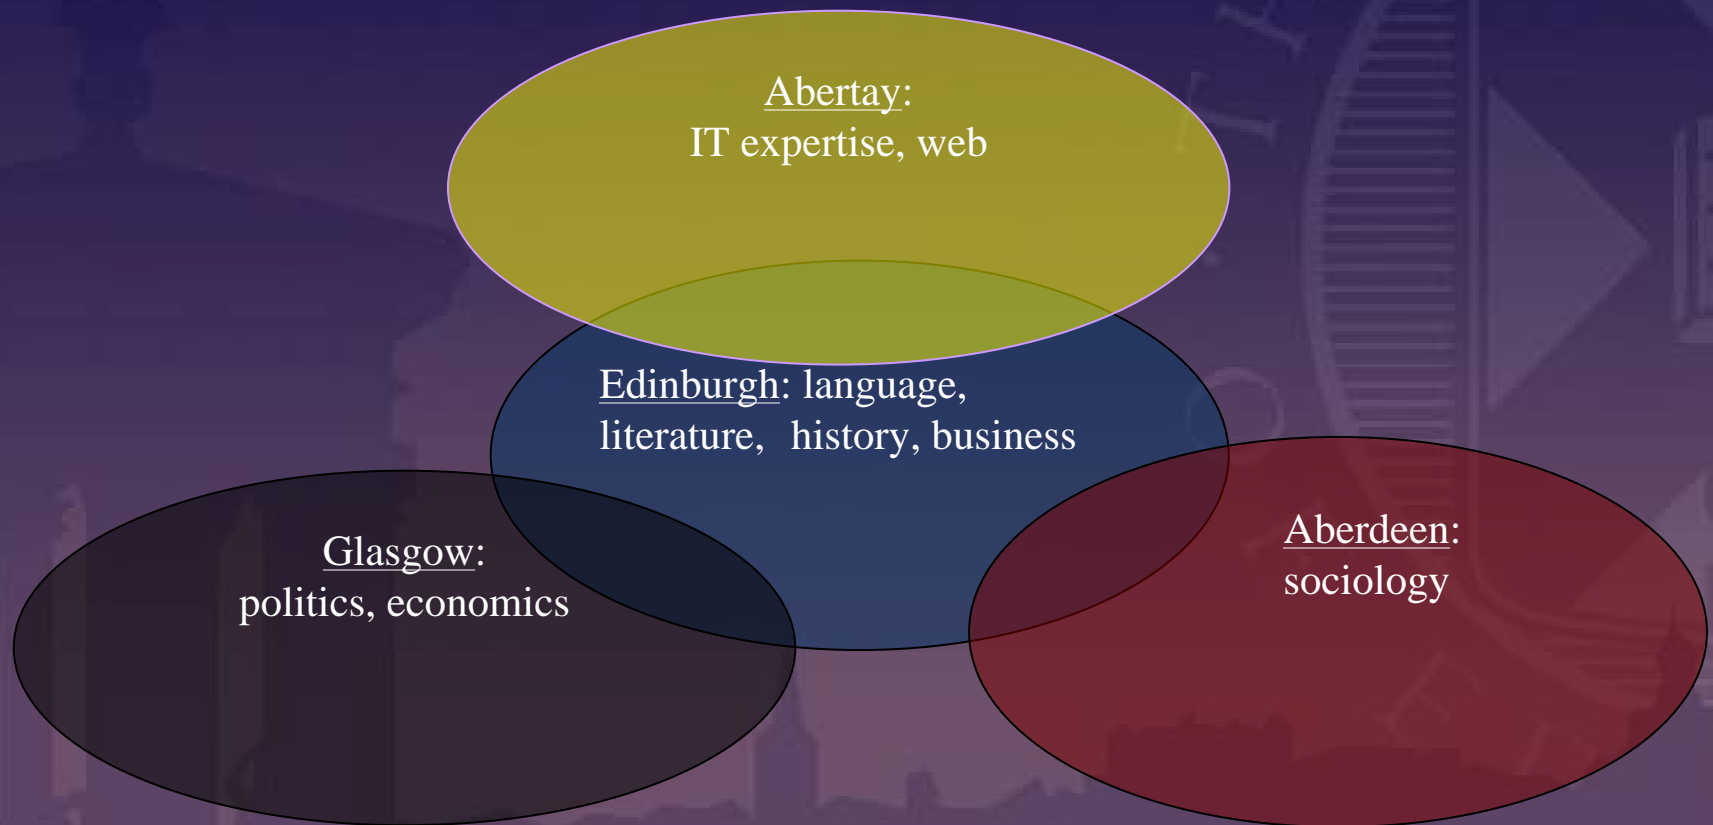 Abertay:
IT expertise, web
Edinburgh: language,
literature, history, business
Glasgow:
politics, economics
Aberdeen:
sociology